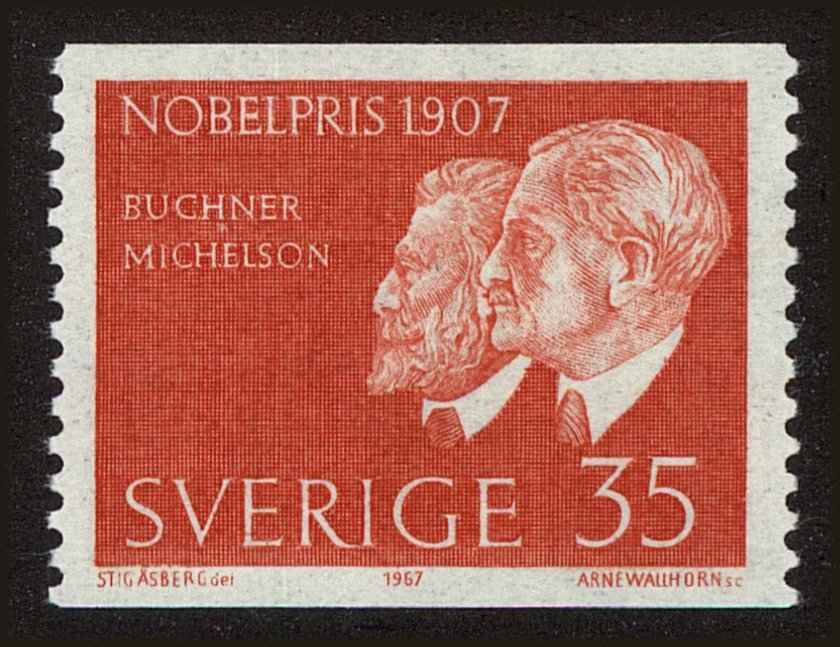 NOBELPRIS 1907
BUCHNER
MICHELSON
SVERIGE 35
STIG ÅSBERG del 1967 ARNE WALLHORN sc